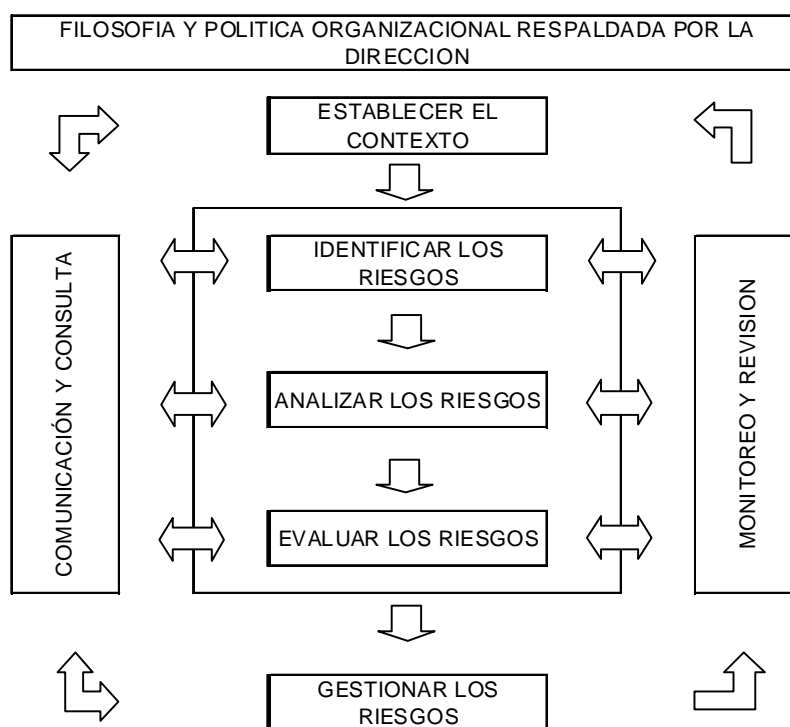 FILOSOFIA Y POLITICA ORGANIZACIONAL RESPALDADA POR LA
DIRECCION
ESTABLECER EL
CONTEXTO
COMUNICACIÓN Y CONSULTA
IDENTIFICAR LOS
RIESGOS
ANALIZAR LOS RIESGOS
EVALUAR LOS RIESGOS
MONITOREO Y REVISION
GESTIONAR LOS
RIESGOS